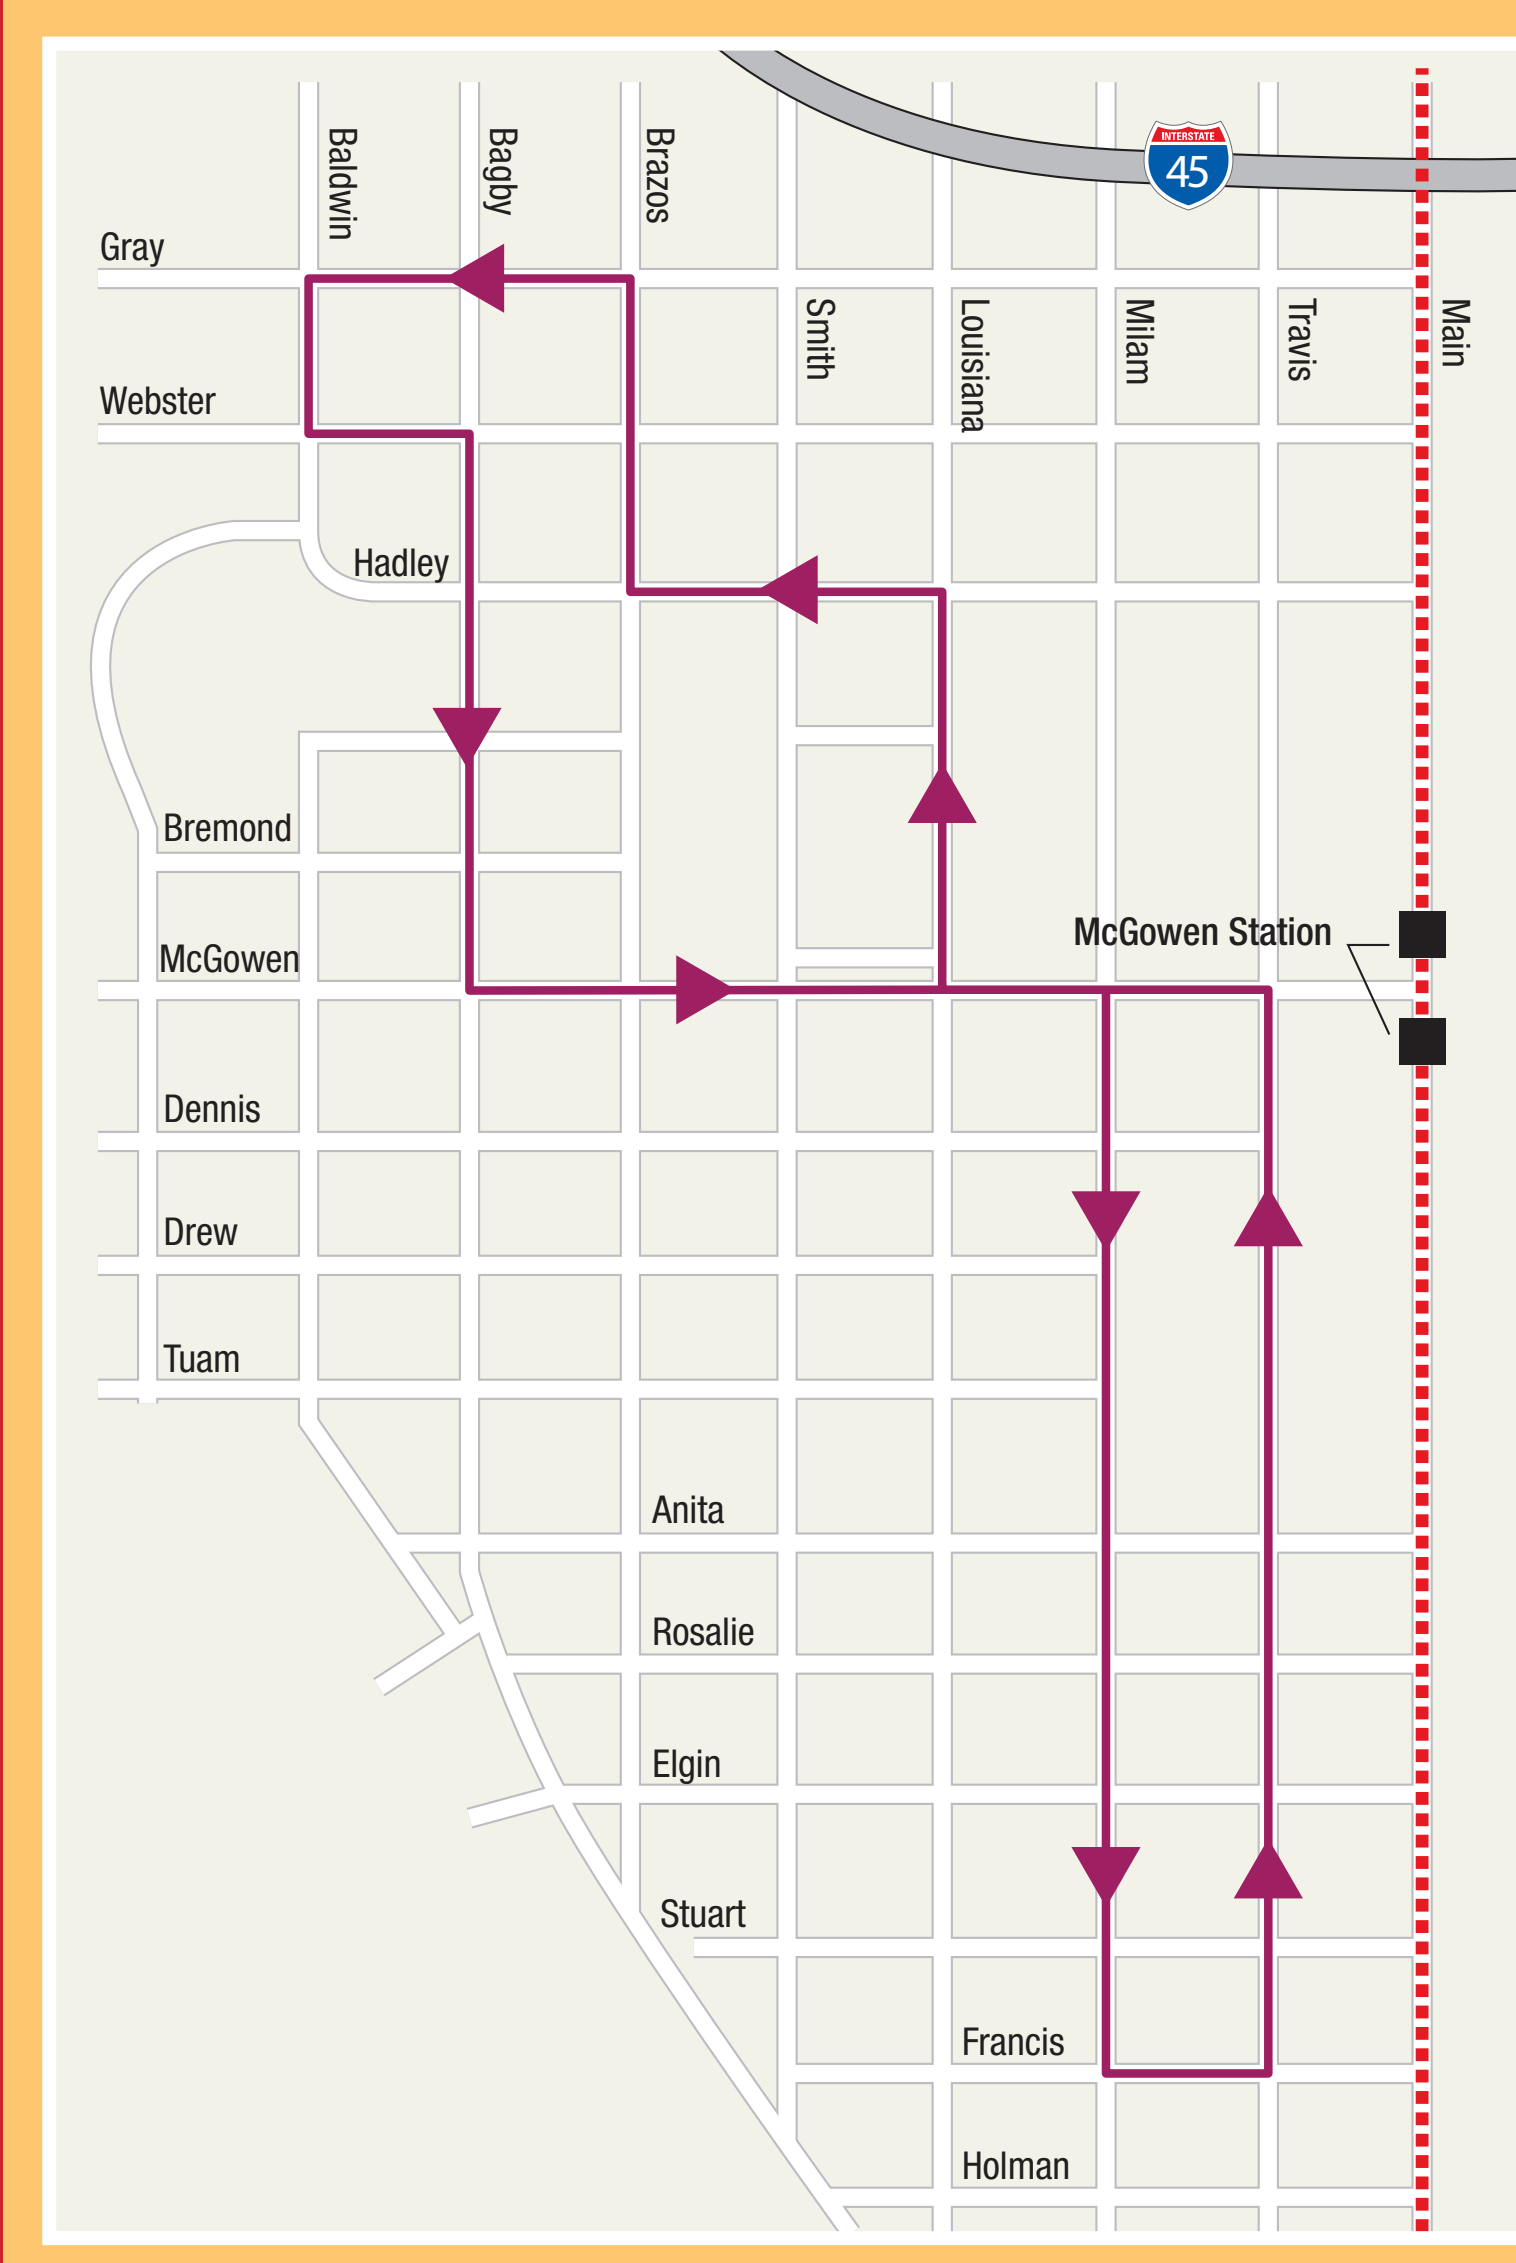 Baldwin
Bagby
Brazos
INTERSTATE
45
Gray
Smith
Louisiana
Milam
Travis
Main
Webster
Hadley
Bremond
McGowen Station
McGowen
Dennis
Drew
Tuam
Anita
Rosalie
Elgin
Stuart
Francis
Holman